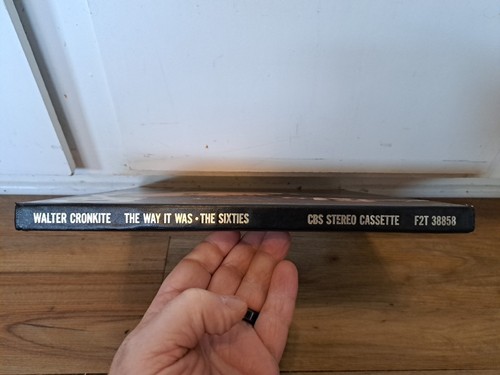 WALTER CRONKITE THE WAY IT WAS • THE SIXTIES CBS STEREO CASSETTE F2T 38858